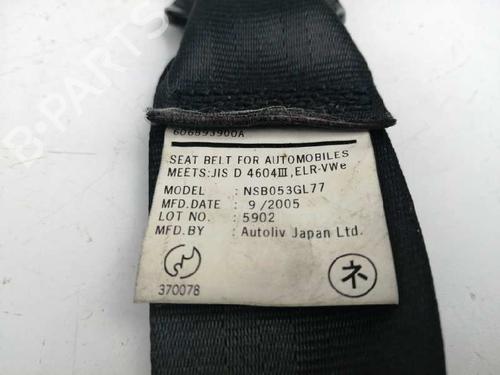 B-PARTS
606893900A
SEAT BELT FOR AUTOMOBILES
MEETS:JIS D 4604III, ELR-VWe
MODEL : NSB053GL77
MFD.DATE : 9/2005
LOT NO. : 5902
MFD.BY : Autoliv Japan Ltd.
370078
ネ